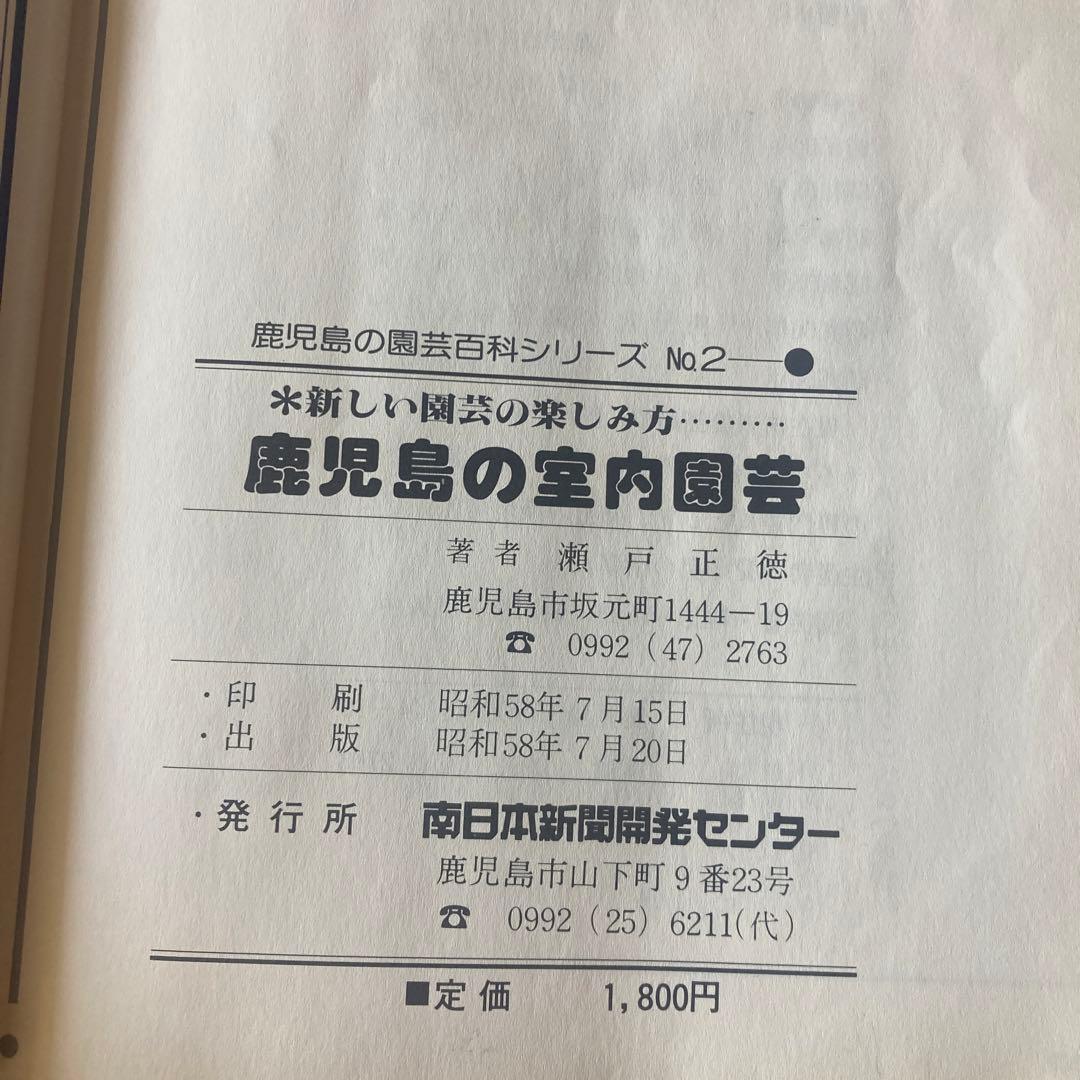 鹿児島の園芸百科シリーズ No.2──●
＊新しい園芸の楽しみ方………
鹿児島の室内園芸
著者 瀬戸正徳
鹿児島市坂元町1444－19
☎ 0992（47）2763
・印刷 昭和58年7月15日
・出版 昭和58年7月20日
・発行所 南日本新聞開発センター
鹿児島市山下町9番23号
☎ 0992（25）6211(代)
■定価 1,800円